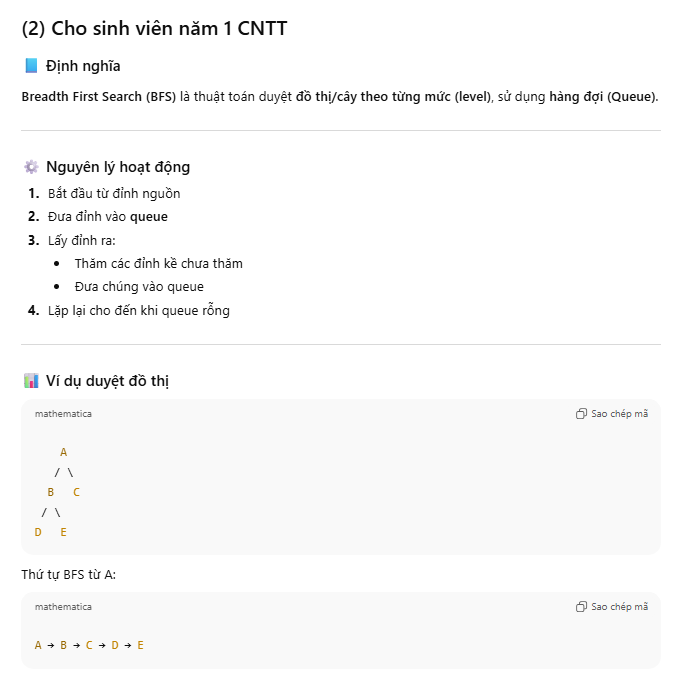 (2) Cho sinh viên năm 1 CNTT
📘 Định nghĩa
Breadth First Search (BFS) là thuật toán duyệt đồ thị/cây theo từng mức (level), sử dụng hàng đợi (Queue).
⚙️ Nguyên lý hoạt động
1. Bắt đầu từ đỉnh nguồn
2. Đưa đỉnh vào queue
3. Lấy đỉnh ra:
• Thăm các đỉnh kề chưa thăm
• Đưa chúng vào queue
4. Lặp lại cho đến khi queue rỗng
📊 Ví dụ duyệt đồ thị
mathematica Sao chép mã
A
/ \
B C
/ \
D E
Thứ tự BFS từ A:
mathematica Sao chép mã
A → B → C → D → E